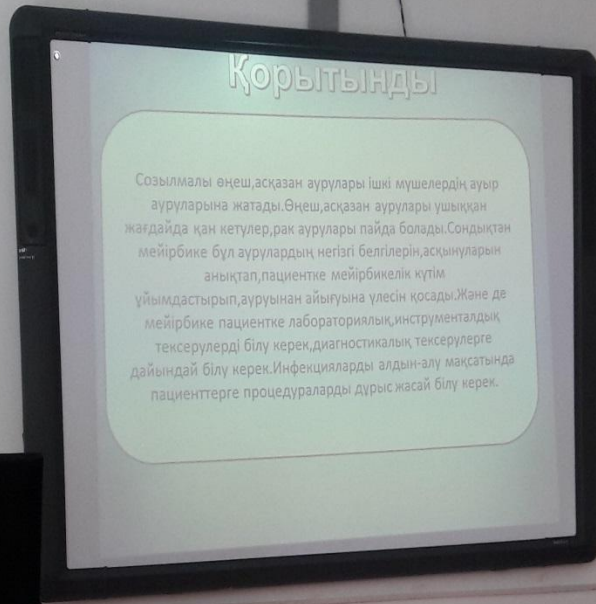 Қорытынды
Созылмалы өңеш,асқазан аурулары ішкі мүшелердің ауыр
ауруларына жатады.Өңеш,асқазан аурулары ушыққан
жағдайда қан кетулер,рак аурулары пайда болады.Сондықтан
мейірбике бұл аурулардың негізгі белгілерін,асқынуларын
анықтап,пациентке мейірбикелік күтім
ұйымдастырып,ауруынан айығуына үлесін қосады.Және де
мейірбике пациентке лабораториялық,инструменталдық
тексерулерді білу керек,диагностикалық тексерулерге
дайындай білу керек.Инфекцияларды алдын-алу мақсатында
пациенттерге процедураларды дұрыс жасай білу керек.